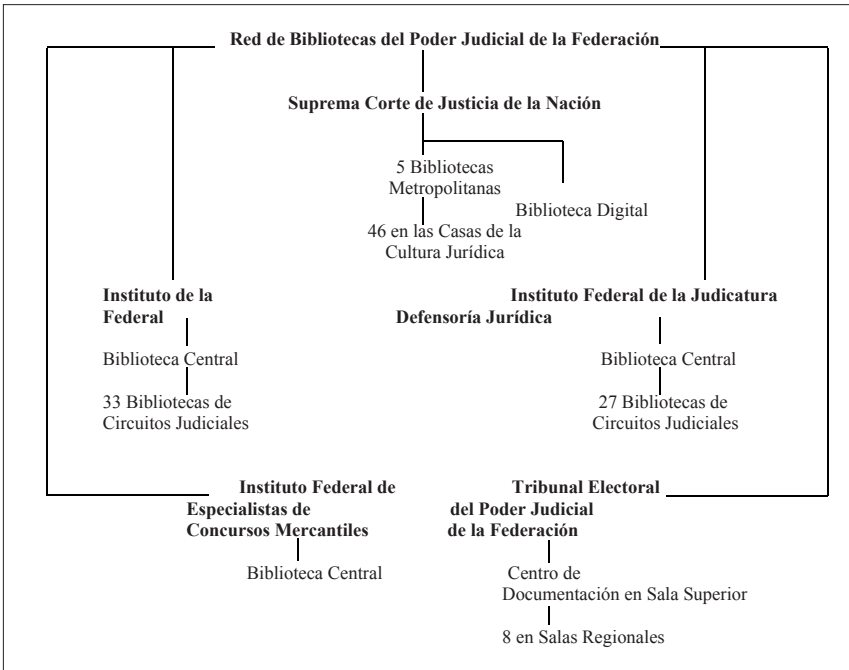 Red de Bibliotecas del Poder Judicial de la Federación
Suprema Corte de Justicia de la Nación
5 Bibliotecas
Metropolitanas
Biblioteca Digital
46 en las Casas de la
Cultura Jurídica
Instituto de la
Federal
Biblioteca Central
33 Bibliotecas de
Circuitos Judiciales
Instituto Federal de la Judicatura
Defensoría Jurídica
Biblioteca Central
27 Bibliotecas de
Circuitos Judiciales
Instituto Federal de
Especialistas de
Concursos Mercantiles
Biblioteca Central
Tribunal Electoral
del Poder Judicial
de la Federación
Centro de
Documentación en Sala Superior
8 en Salas Regionales